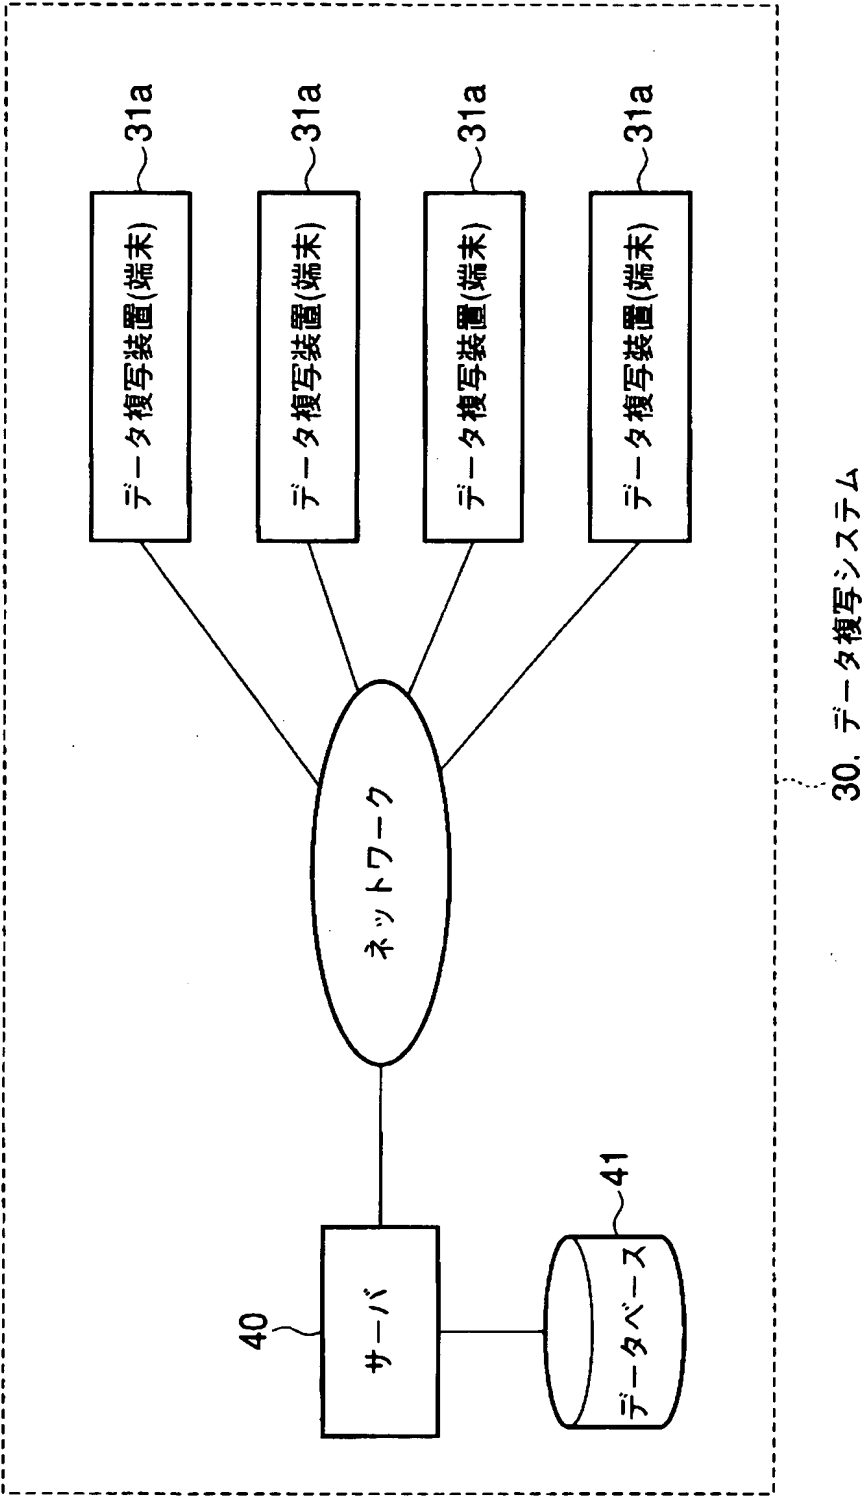 31a
データ複写装置(端末)
31a
データ複写装置(端末)
31a
データ複写装置(端末)
31a
データ複写装置(端末)
ネットワーク
40
サーバ
41
データベース
30. データ複写システム